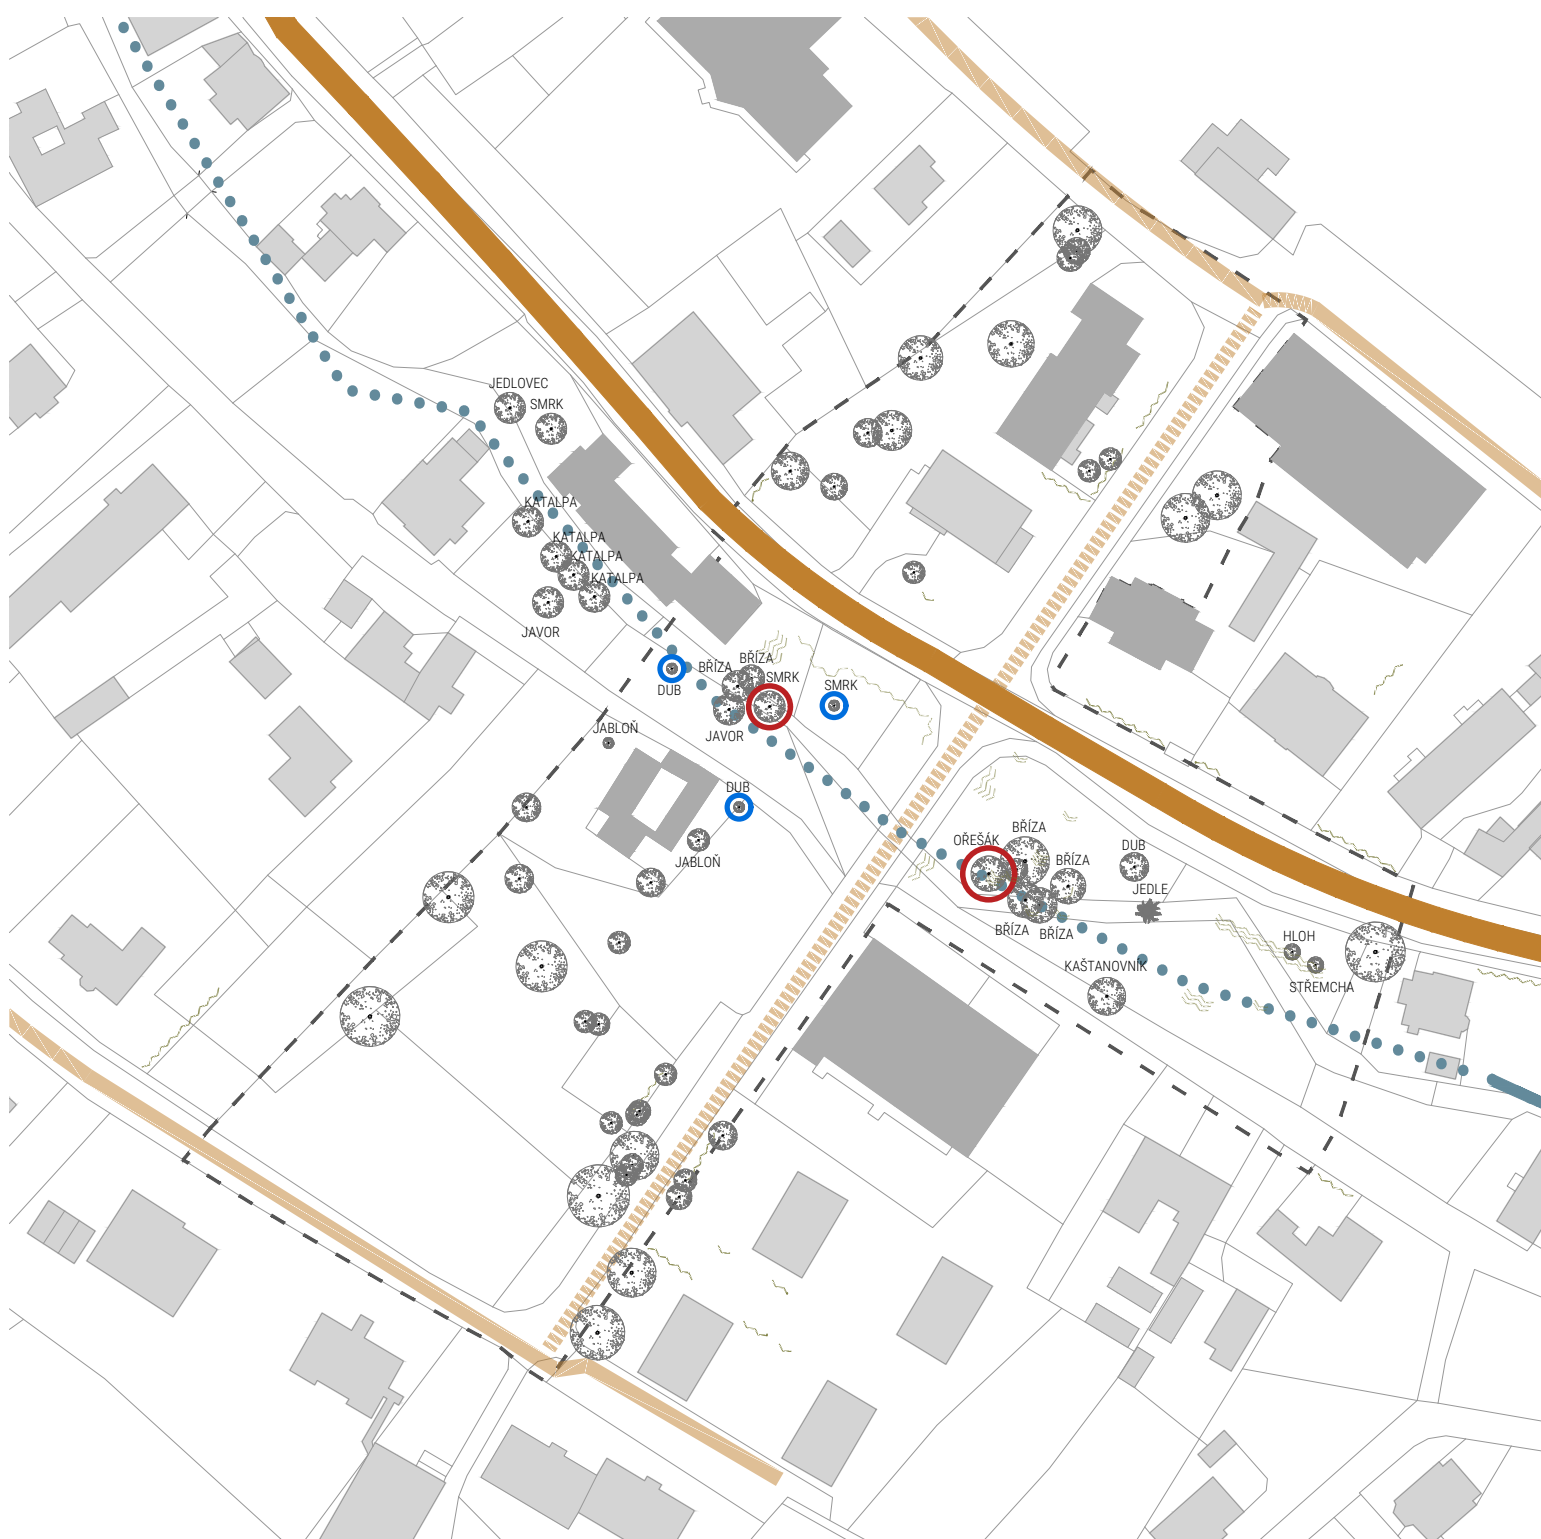 JEDLOVEC
SMRK
KATALPA
KATALPA
KATALPA
KATALPA
JAVOR
BŘÍZA
BŘÍZA
SMRK
DUB
SMRK
JABLOŇ
JAVOR
DUB
JABLOŇ
BŘÍZA
OŘEŠÁK
DUB
BŘÍZA
JEDLE
BŘÍZA
BŘÍZA
HLOH
KAŠTANOVNÍK
STŘEMCHA